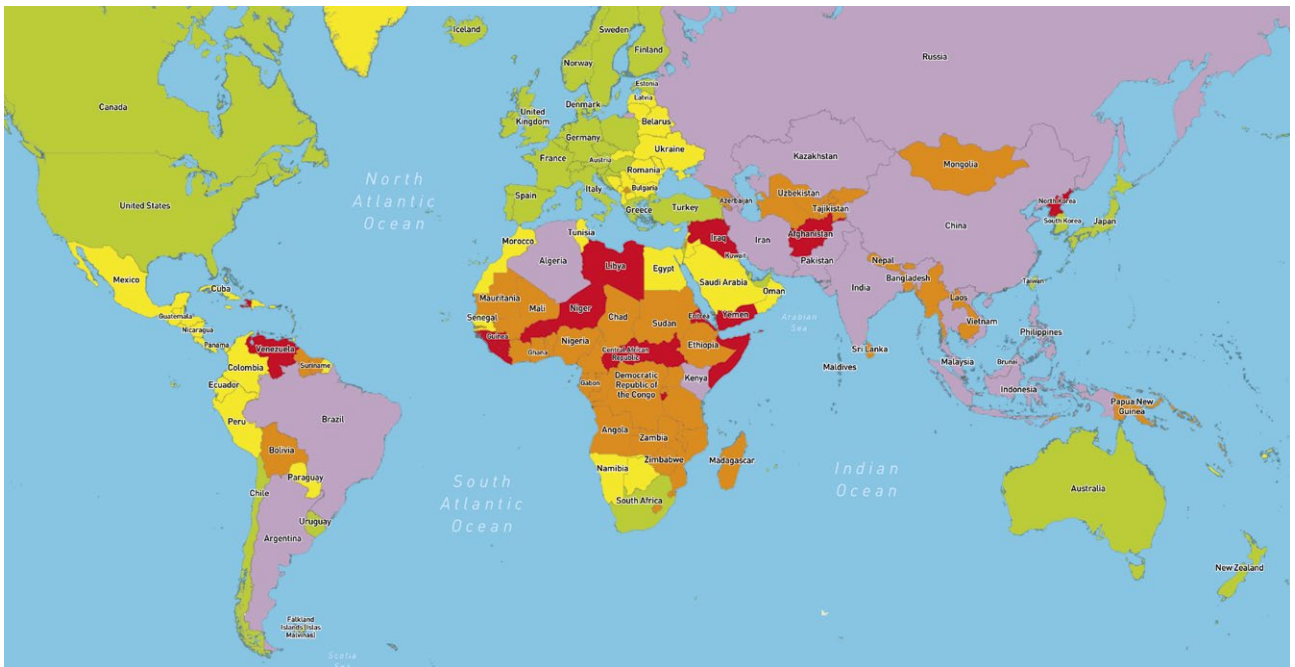 Iceland
Sweden
Finland
Norway
Russia
Estonia
Latvia
Canada
Denmark
United
Kingdom
Belarus
Germany
Ukraine
Kazakhstan
France
Austria
Romania
Mongolia
North
Atlantic
Ocean
Italy
Bulgaria
Uzbekistan
Azerbaijan
Spain
Greece
Turkey
Tajikistan
North Korea
United States
South Korea
Japan
China
Tunisia
Morocco
Iraq
Iran
Afghanistan
Algeria
Libya
Egypt
Kuwait
Pakistan
Nepal
Mexico
Saudi Arabia
Bangladesh
Taiwan
Cuba
Oman
India
Laos
Mauritania
Mali
Niger
Chad
Sudan
Eritrea
Yemen
Arabian
Sea
Vietnam
Philippines
Guatemala
Senegal
Nicaragua
Guinea
Nigeria
Ethiopia
Panama
Venezuela
Ghana
Central African
Republic
Sri Lanka
Colombia
Suriname
Maldives
Malaysia
Brunei
Ecuador
Gabon
Democratic
Republic of
the Congo
Kenya
Indonesia
Papua New
Guinea
Peru
Brazil
Angola
Zambia
Bolivia
Zimbabwe
Madagascar
Indian
Ocean
Namibia
Paraguay
South
Atlantic
Ocean
Chile
South Africa
Australia
Uruguay
Argentina
New Zealand
Falkland
Islands (Islas
Malvinas)
Scotia
Sea